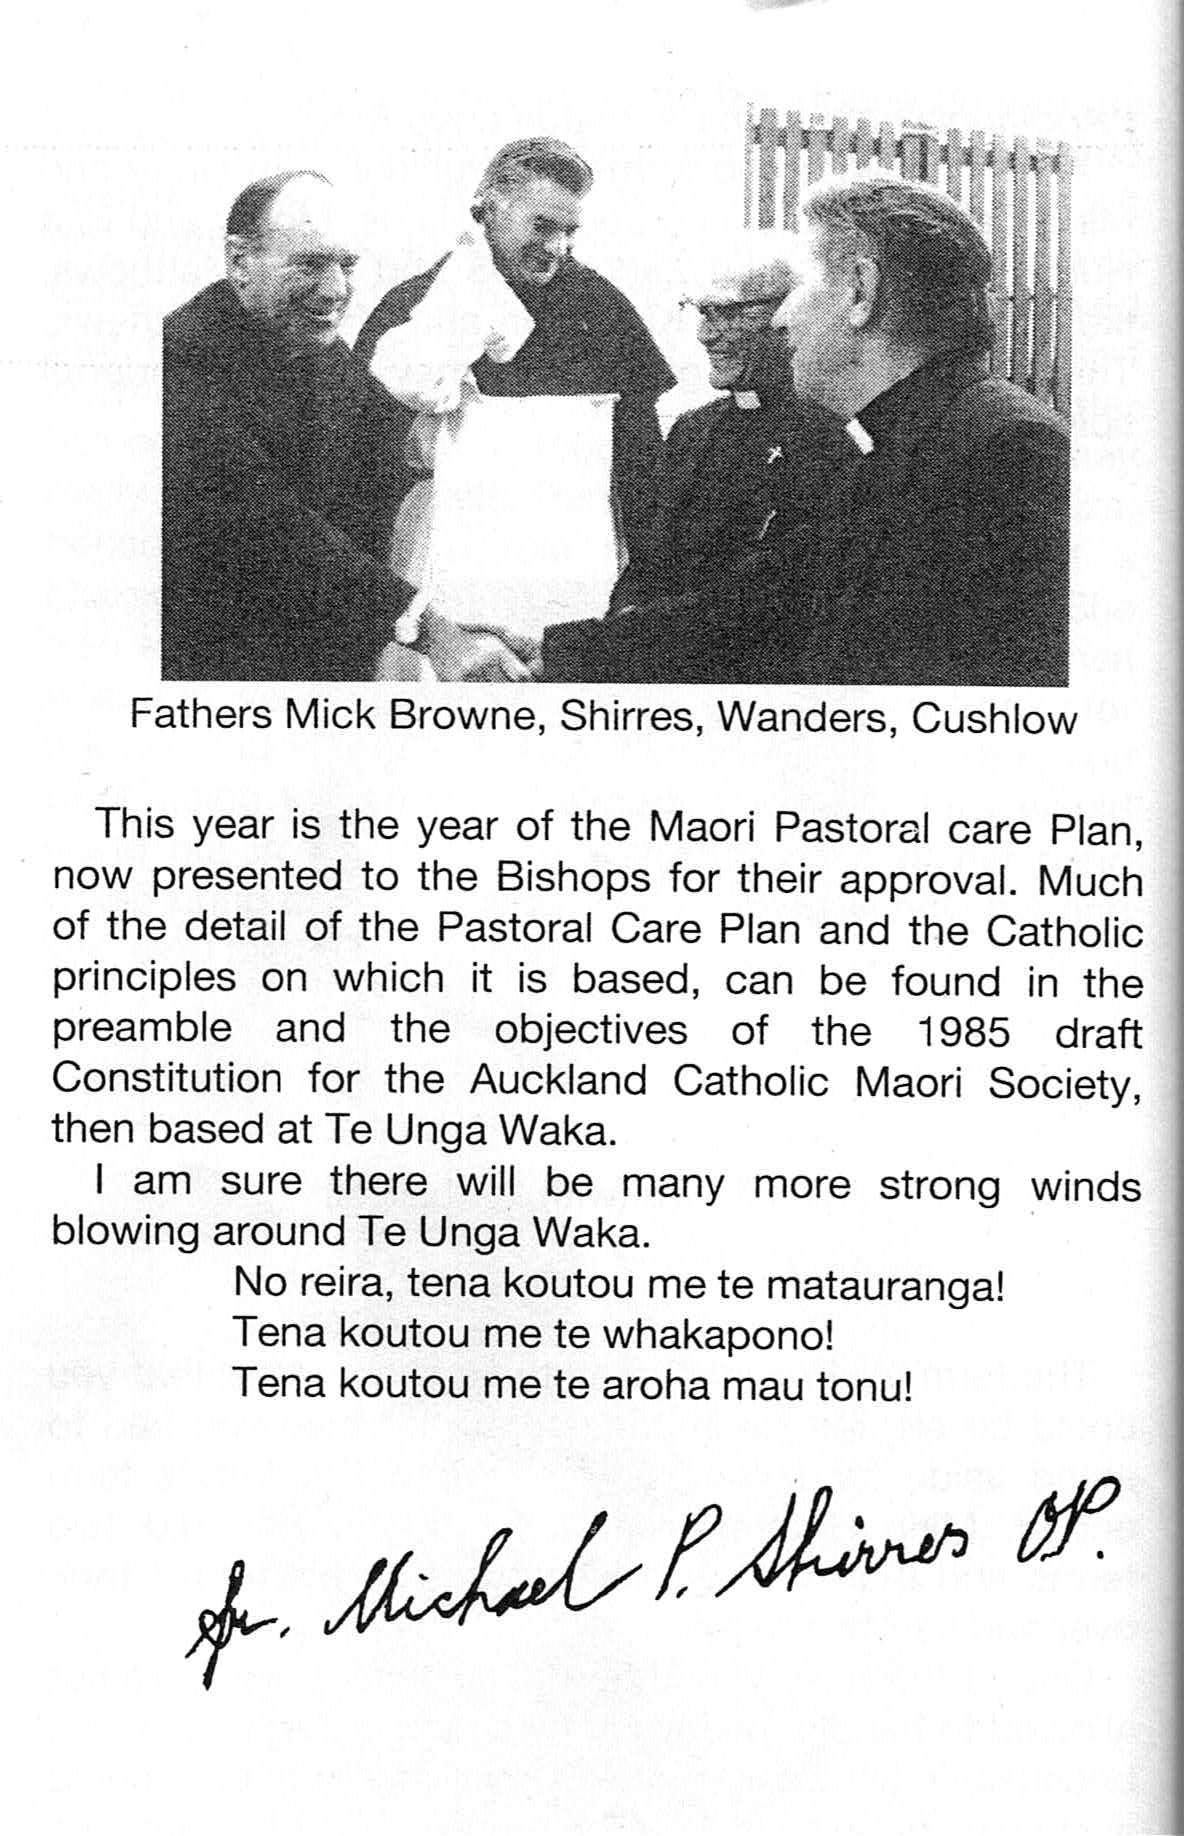 Fathers Mick Browne, Shirres, Wanders, Cushlow
This year is the year of the Maori Pastoral care Plan,
now presented to the Bishops for their approval. Much
of the detail of the Pastoral Care Plan and the Catholic
principles on which it is based, can be found in the
preamble and the objectives of the 1985 draft
Constitution for the Auckland Catholic Maori Society,
then based at Te Unga Waka.
I am sure there will be many more strong winds
blowing around Te Unga Waka.
No reira, tena koutou me te matauranga!
Tena koutou me te whakapono!
Tena koutou me te aroha mau tonu!
fr. Michael P. Shirres OP.